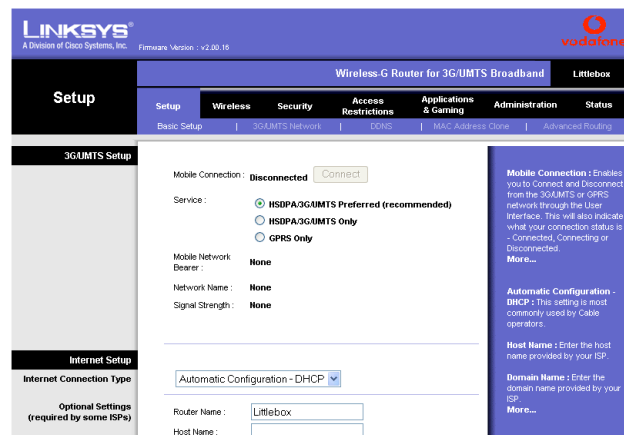 LINKSYS®
A Division of Cisco Systems, Inc.
Firmware Version : v2.00.16
vodafone
Wireless-G Router for 3G/UMTS Broadband
Littlebox
Setup
Setup
Wireless
Security
Access Restrictions
Applications & Gaming
Administration
Status
Basic Setup | 3G/UMTS Network | DDNS | MAC Address Clone | Advanced Routing
3G/UMTS Setup
Mobile Connection : Disconnected Connect
Service :
HSDPA/3G/UMTS Preferred (recommended)
HSDPA/3G/UMTS Only
GPRS Only
Mobile Network
Bearer : None
Network Name : None
Signal Strength : None
Internet Setup
Internet Connection Type
Automatic Configuration - DHCP
Optional Settings
(required by some ISPs)
Router Name : Littlebox
Host Name :
Mobile Connection : Enables
you to Connect and Disconnect
from the 3G/UMTS or GPRS
network through the User
Interface. This will also indicate
what your connection status is
- Connected, Connecting or
Disconnected.
More...
Automatic Configuration -
DHCP : This setting is most
commonly used by Cable
operators.
Host Name : Enter the host
name provided by your ISP.
Domain Name : Enter the
domain name provided by your
ISP.
More...